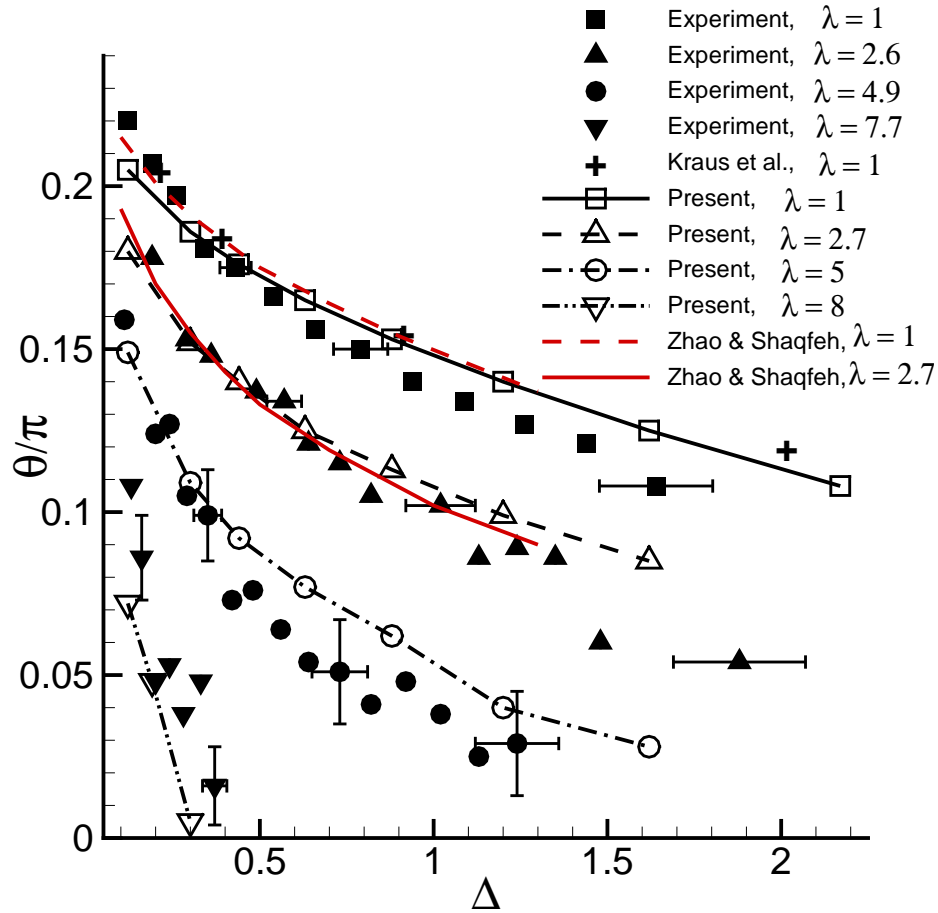 Experiment, λ = 1
Experiment, λ = 2.6
Experiment, λ = 4.9
Experiment, λ = 7.7
Kraus et al., λ = 1
Present, λ = 1
Present, λ = 2.7
Present, λ = 5
Present, λ = 8
Zhao & Shaqfeh, λ = 1
Zhao & Shaqfeh, λ = 2.7
θ/π
0.2
0.15
0.1
0.05
0
0.5
1
1.5
2
Δ